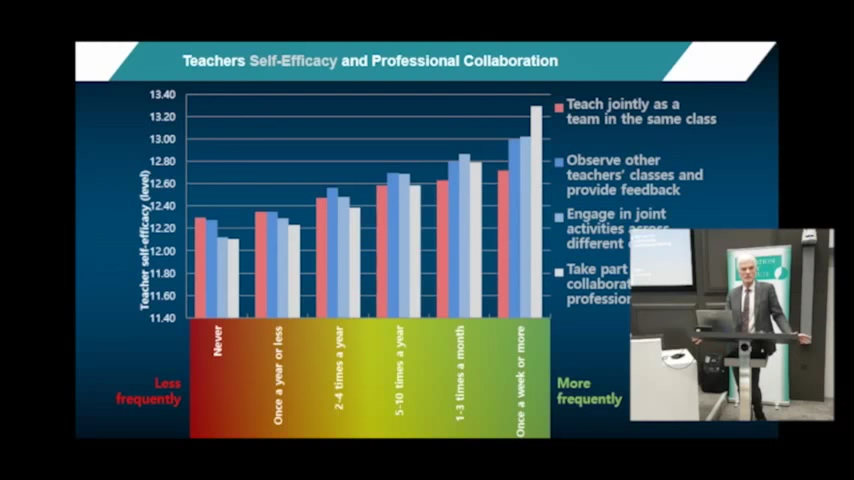 Teachers Self-Efficacy and Professional Collaboration
Teacher self-efficacy (level)
13.40
13.20
13.00
12.80
12.60
12.40
12.20
12.00
11.80
11.60
11.40
Never
Once a year or less
2-4 times a year
5-10 times a year
1-3 times a month
Once a week or more
Less
frequently
More
frequently
Teach jointly as a
team in the same class
Observe other
teachers' classes and
provide feedback
Engage in joint
activities across
different
Take part